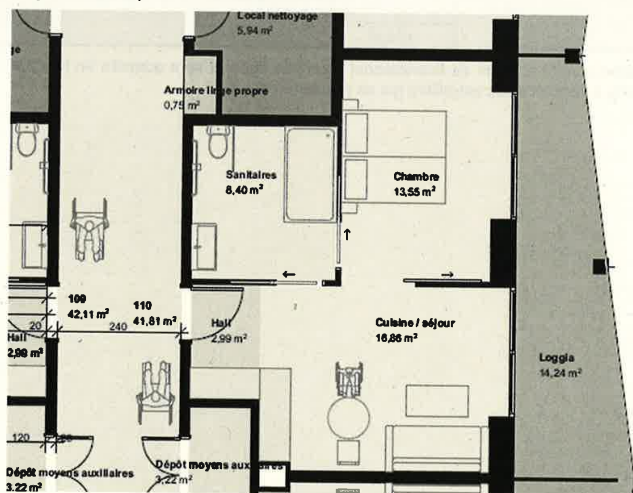 Local nettoyage
5,94 m²
ge
Armoire linge propre
0,75 m²
Sanitaires
8,40 m²
Chambre
13,55 m²
109
42,11 m²
110
41,81 m²
20
240
Hall
2,99 m²
Hall
2,99 m²
Cuisine / séjour
16,86 m²
Loggia
14,24 m²
120
Dépôt moyens auxiliaires
3,22 m²
Dépôt moyens auxiliaires
3,22 m²